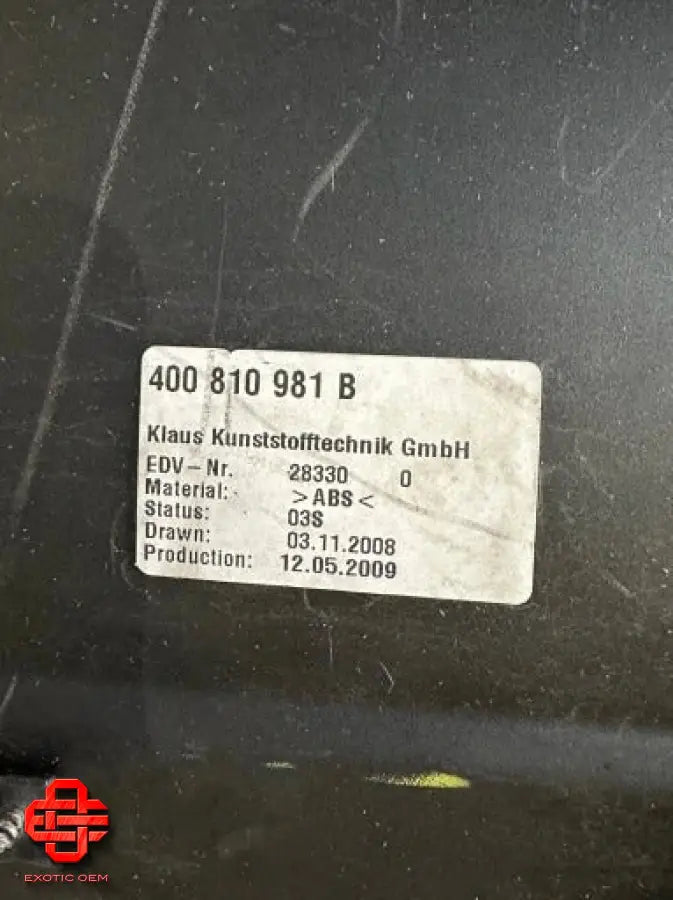 400 810 981 B
Klaus Kunststofftechnik GmbH
EDV-Nr. 28330 0
Material: >ABS<
Status: 03S
Drawn: 03.11.2008
Production: 12.05.2009
EXOTIC OEM